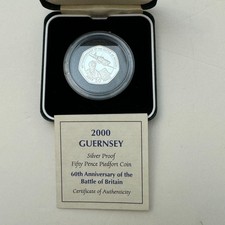 2000
GUERNSEY
Silver Proof
Fifty Pence Piedfort Coin
60th Anniversary of the
Battle of Britain
Certificate of Authenticity